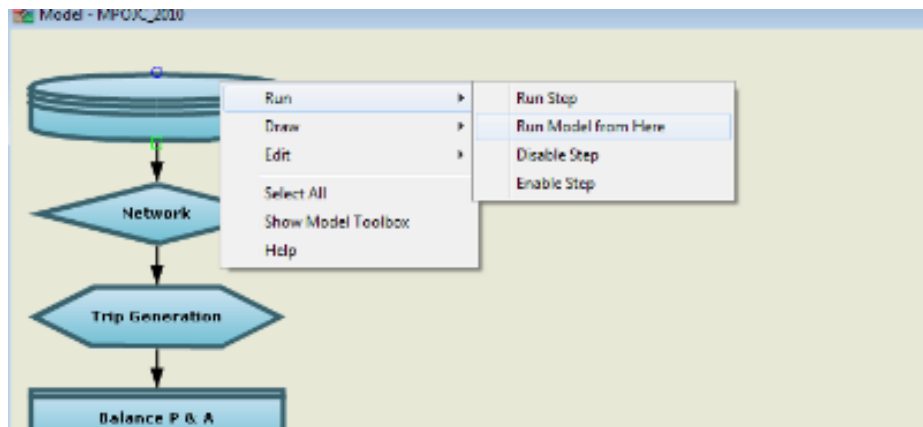 Model - MPOJC_2010
Run
Draw
Edit
Select All
Show Model Toolbox
Help
Run Step
Run Model from Here
Disable Step
Enable Step
Network
Trip Generation
Balance P & A